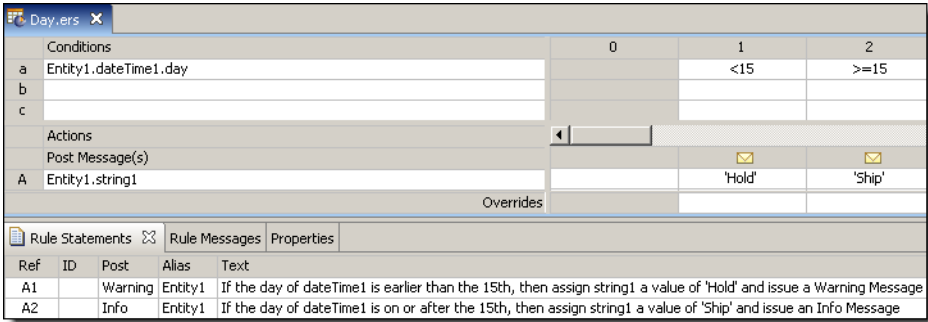 Day.ers
Conditions 0 1 2
a Entity1.dateTime1.day <15 >=15
b
c
Actions
Post Message(s)
A Entity1.string1 'Hold' 'Ship'
Overrides
Rule Statements Rule Messages Properties
Ref ID Post Alias Text
A1 Warning Entity1 If the day of dateTime1 is earlier than the 15th, then assign string1 a value of 'Hold' and issue a Warning Message
A2 Info Entity1 If the day of dateTime1 is on or after the 15th, then assign string1 a value of 'Ship' and issue an Info Message